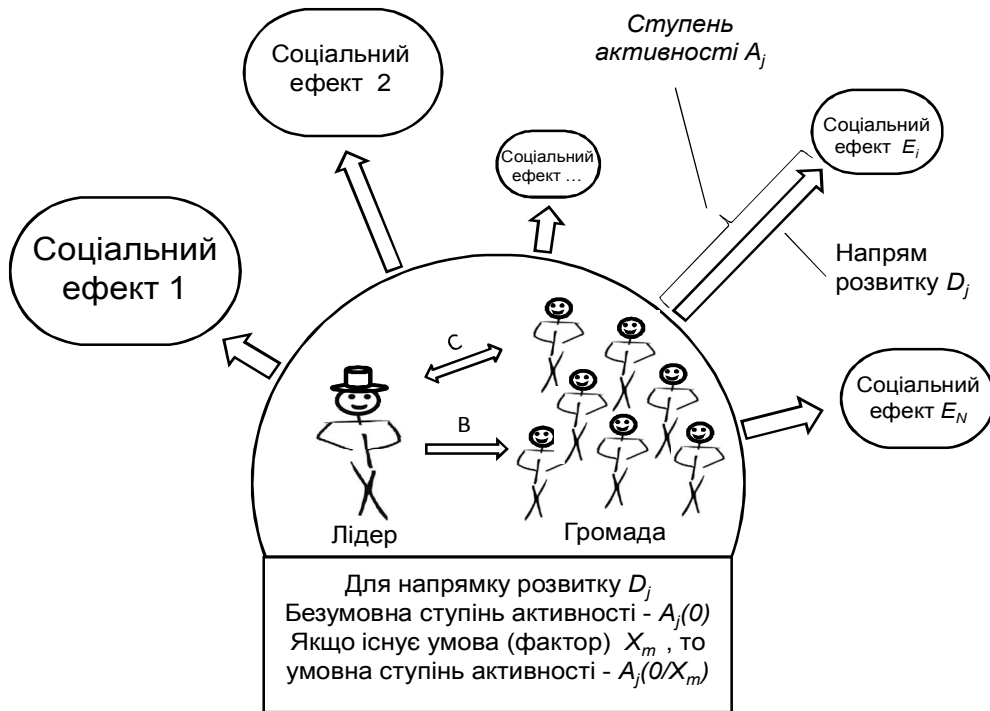 Ступень
активності Aj
Соціальний
ефект 2
Соціальний
ефект Ei
Соціальний
ефект ...
Соціальний
ефект 1
Напрям
розвитку Dj
C
B
Соціальний
ефект EN
Лідер
Громада
Для напрямку розвитку Dj
Безумовна ступінь активності - Aj(0)
Якщо існує умова (фактор) Xm , то
умовна ступінь активності - Aj(0/Xm)